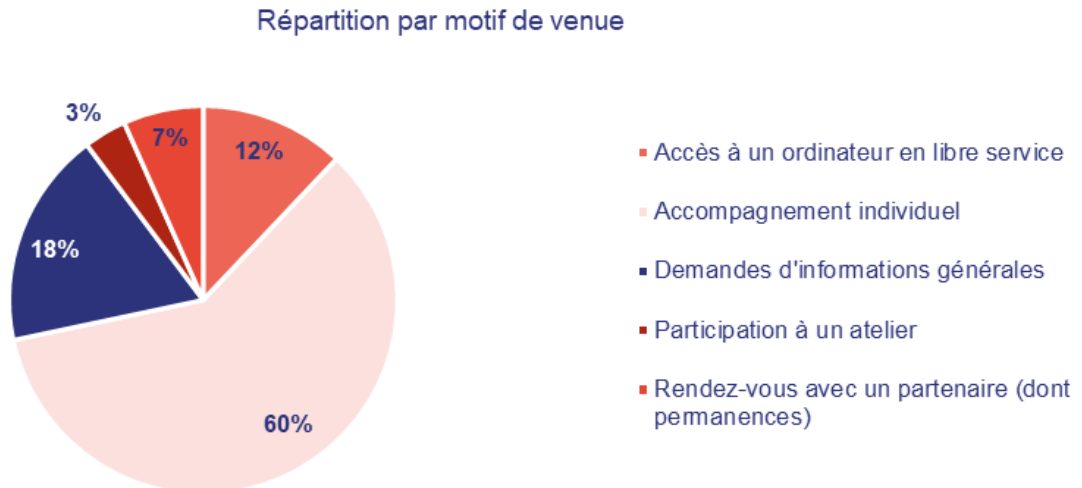 Répartition par motif de venue
3%
7%
12%
18%
60%
Accès à un ordinateur en libre service
Accompagnement individuel
Demandes d'informations générales
Participation à un atelier
Rendez-vous avec un partenaire (dont
permanences)